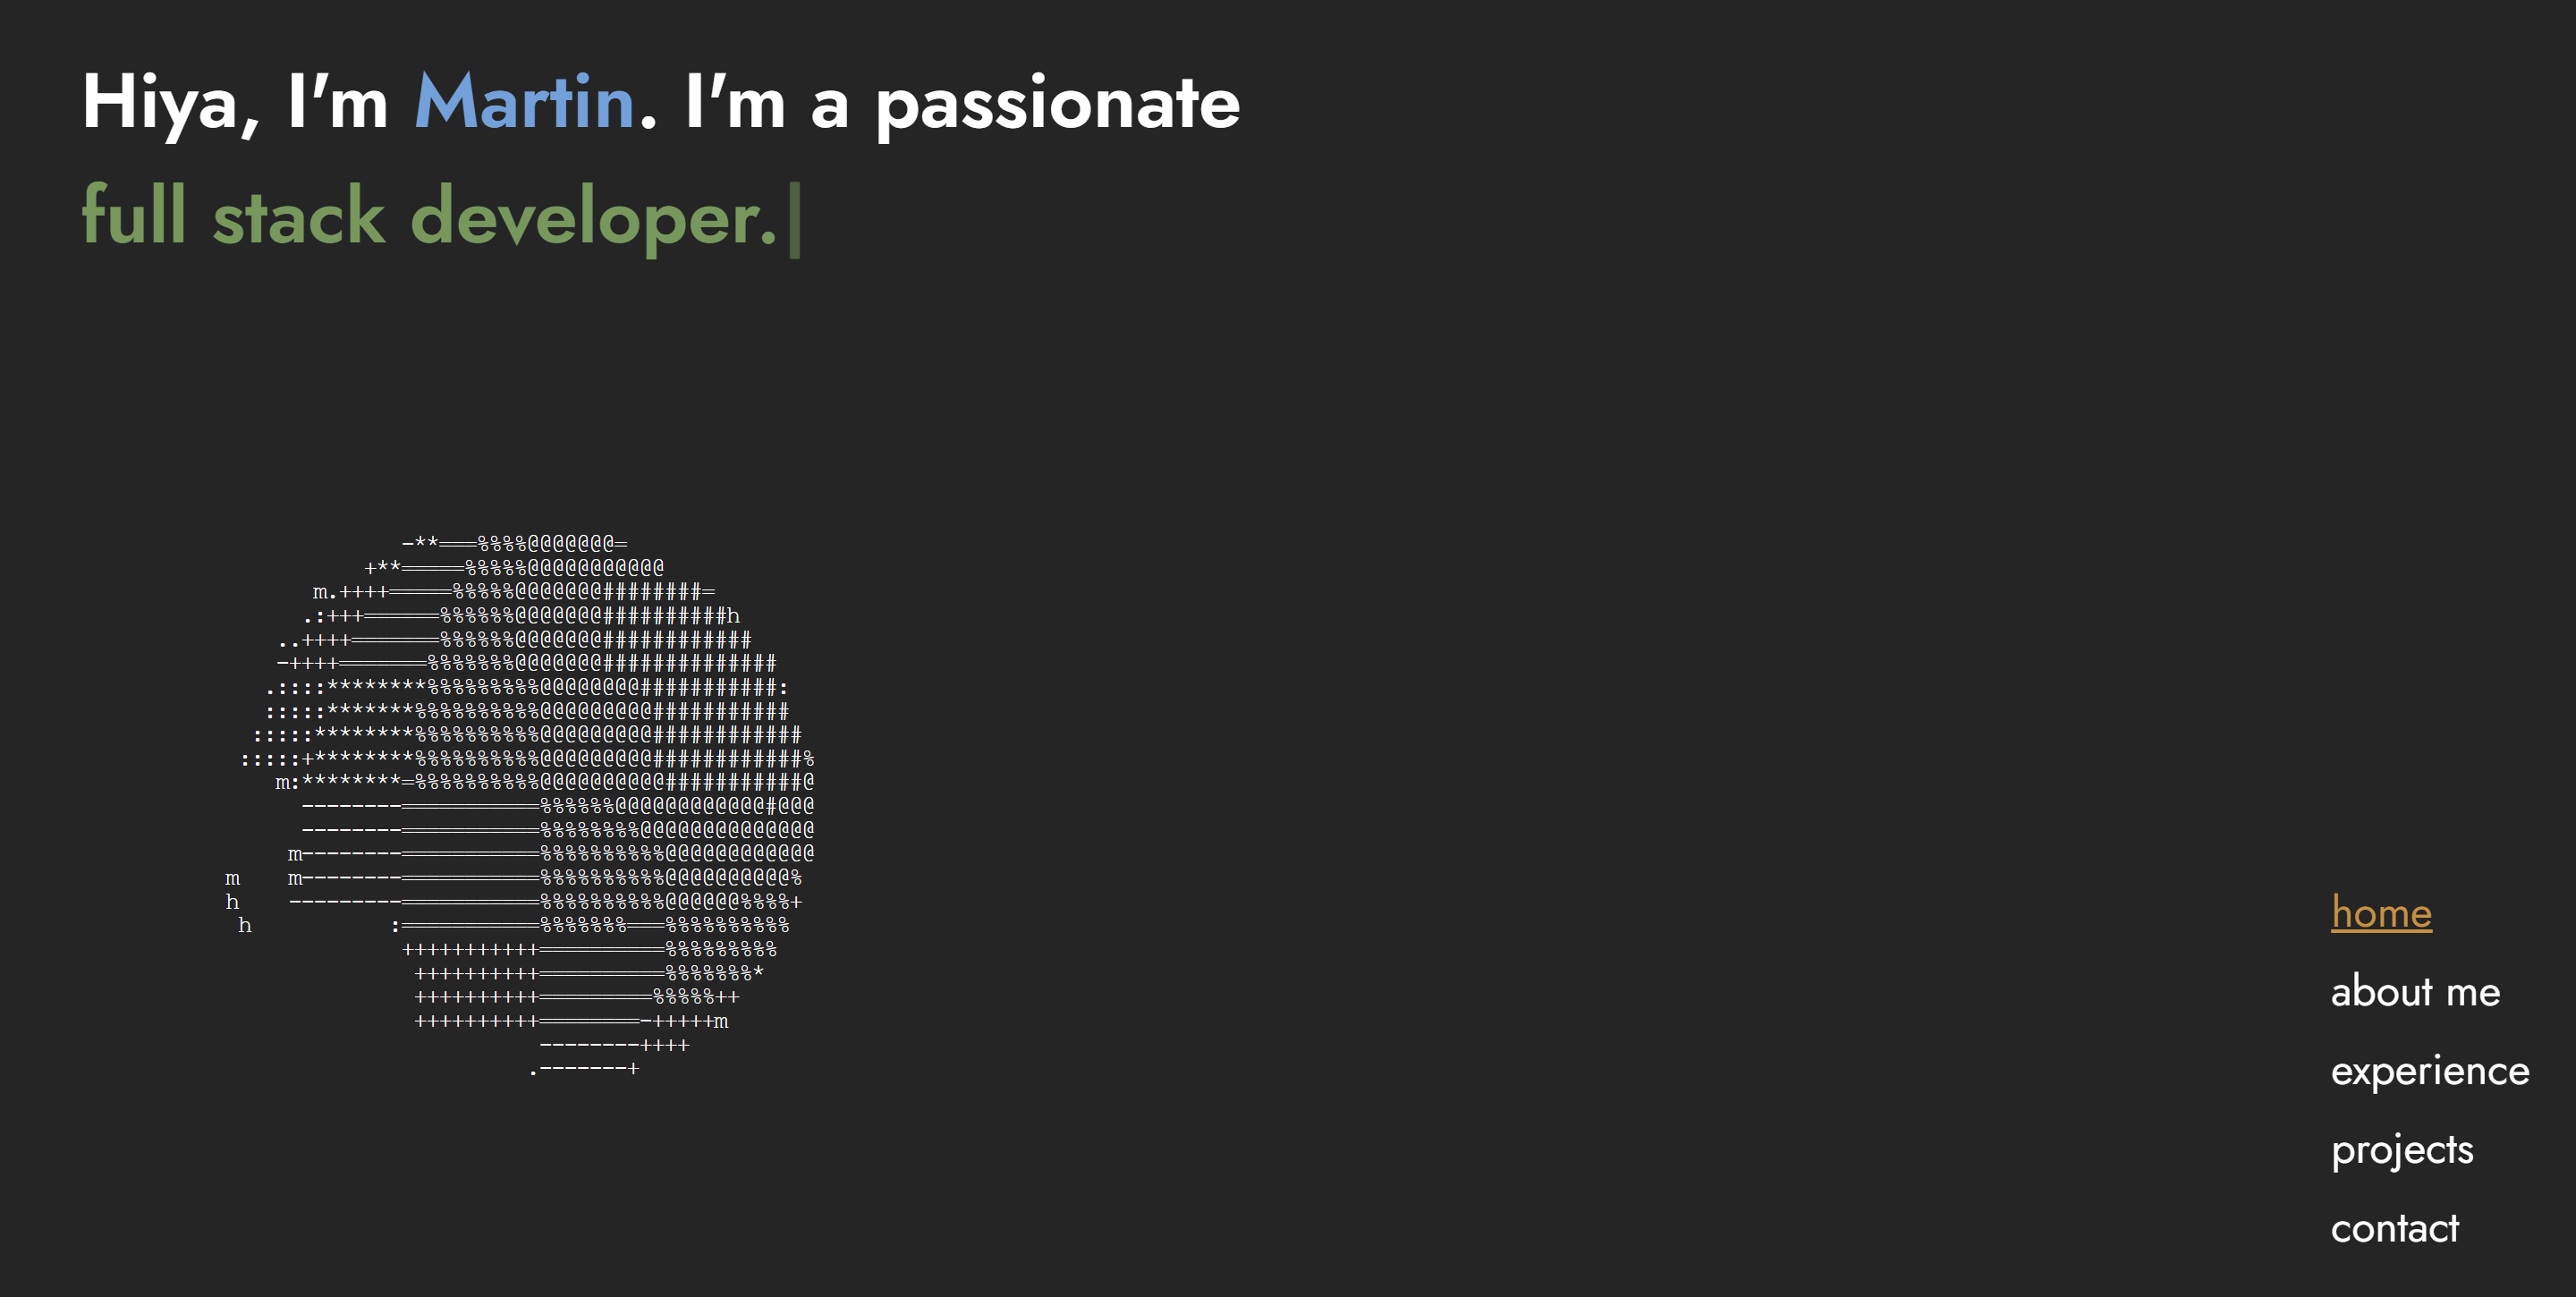 Hiya, I'm Martin. I'm a passionate
full stack developer.
-**===%%%%@@@@@@@=
+**=====%%%%%@@@@@@@@@@@
m.++++=====%%%%%@@@@@@@########=
.:+++======%%%%%%@@@@@@@##########h
..++++=======%%%%%%@@@@@@@############
-++++=======%%%%%%%@@@@@@@##############
.::::********%%%%%%%%%@@@@@@@@###########:
:::::*******%%%%%%%%%%@@@@@@@@@###########
:::::********%%%%%%%%%%@@@@@@@@@############
:::::+********%%%%%%%%%%@@@@@@@@@############%
m:********=%%%%%%%%%%@@@@@@@@@@###########@
--------===========%%%%%%@@@@@@@@@@@@#@@@
--------===========%%%%%%%%@@@@@@@@@@@@@@
m--------===========%%%%%%%%%%@@@@@@@@@@@@
m    m--------===========%%%%%%%%%%@@@@@@@@@@%
h    ---------===========%%%%%%%%%%@@@@@@%%%%+
h           :===========%%%%%%%===%%%%%%%%%%
+++++++++++==========%%%%%%%%%
++++++++++==========%%%%%%%*
++++++++++=========%%%%%++
++++++++++========-+++++m
--------++++
.-------+
home
about me
experience
projects
contact